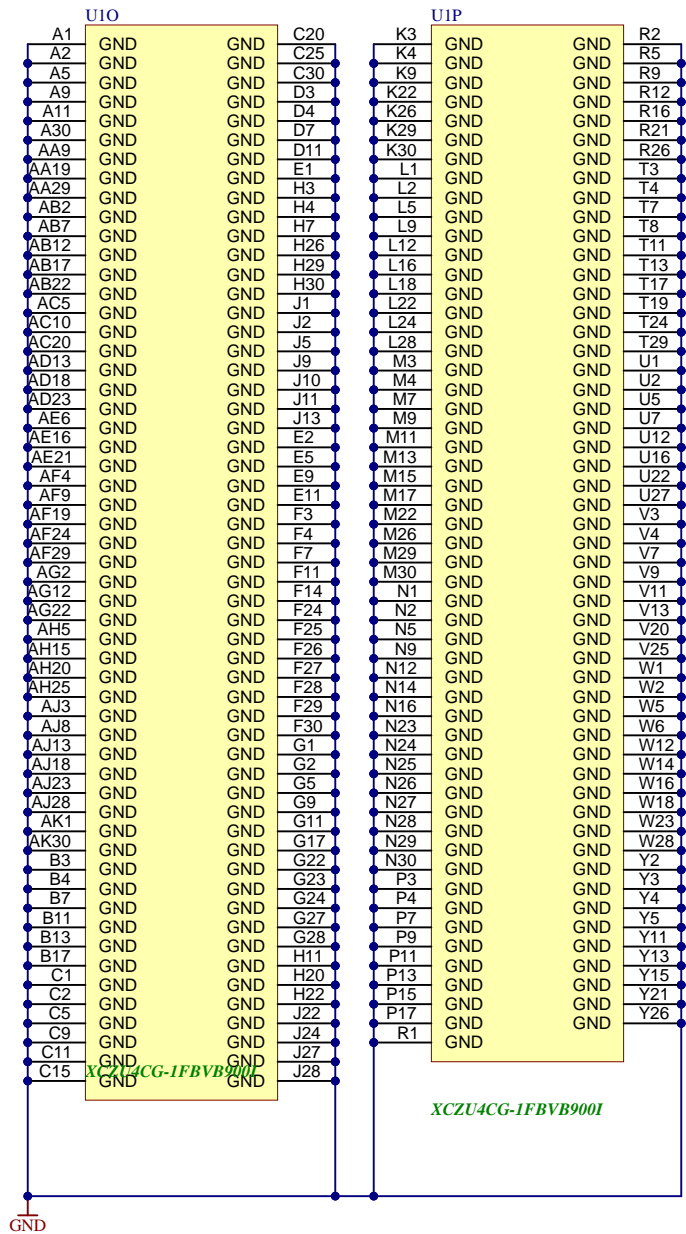 U1O
A1 GND GND C20
A2 GND GND C25
A5 GND GND C30
A9 GND GND D3
A11 GND GND D4
A30 GND GND D7
AA9 GND GND D11
AA19 GND GND E1
AA29 GND GND H3
AB2 GND GND H4
AB7 GND GND H7
AB12 GND GND H26
AB17 GND GND H29
AB22 GND GND H30
AC5 GND GND J1
AC10 GND GND J2
AC20 GND GND J5
AD13 GND GND J9
AD18 GND GND J10
AD23 GND GND J11
AE6 GND GND J13
AE16 GND GND E2
AE21 GND GND E5
AF4 GND GND E9
AF9 GND GND E11
AF19 GND GND F3
AF24 GND GND F4
AF29 GND GND F7
AG2 GND GND F11
AG12 GND GND F14
AG22 GND GND F24
AH5 GND GND F25
AH15 GND GND F26
AH20 GND GND F27
AH25 GND GND F28
AJ3 GND GND F29
AJ8 GND GND F30
AJ13 GND GND G1
AJ18 GND GND G2
AJ23 GND GND G5
AJ28 GND GND G9
AK1 GND GND G11
AK30 GND GND G17
B3 GND GND G22
B4 GND GND G23
B7 GND GND G24
B11 GND GND G27
B13 GND GND G28
B17 GND GND H11
C1 GND GND H20
C2 GND GND H22
C5 GND GND J22
C9 GND GND J24
C11 GND GND J27
C15 GND GND J28
XCZU4CG-1FBVB900I
U1P
K3 GND GND R2
K4 GND GND R5
K9 GND GND R9
K22 GND GND R12
K26 GND GND R16
K29 GND GND R21
K30 GND GND R26
L1 GND GND T3
L2 GND GND T4
L5 GND GND T7
L9 GND GND T8
L12 GND GND T11
L16 GND GND T13
L18 GND GND T17
L22 GND GND T19
L24 GND GND T24
L28 GND GND T29
M3 GND GND U1
M4 GND GND U2
M7 GND GND U5
M9 GND GND U7
M11 GND GND U12
M13 GND GND U16
M15 GND GND U22
M17 GND GND U27
M22 GND GND V3
M26 GND GND V4
M29 GND GND V7
M30 GND GND V9
N1 GND GND V11
N2 GND GND V13
N5 GND GND V20
N9 GND GND V25
N12 GND GND W1
N14 GND GND W2
N16 GND GND W5
N23 GND GND W6
N24 GND GND W12
N25 GND GND W14
N26 GND GND W16
N27 GND GND W18
N28 GND GND W23
N29 GND GND W28
N30 GND GND Y2
P3 GND GND Y3
P4 GND GND Y4
P7 GND GND Y5
P9 GND GND Y11
P11 GND GND Y13
P13 GND GND Y15
P15 GND GND Y21
P17 GND GND Y26
R1 GND
XCZU4CG-1FBVB900I
GND